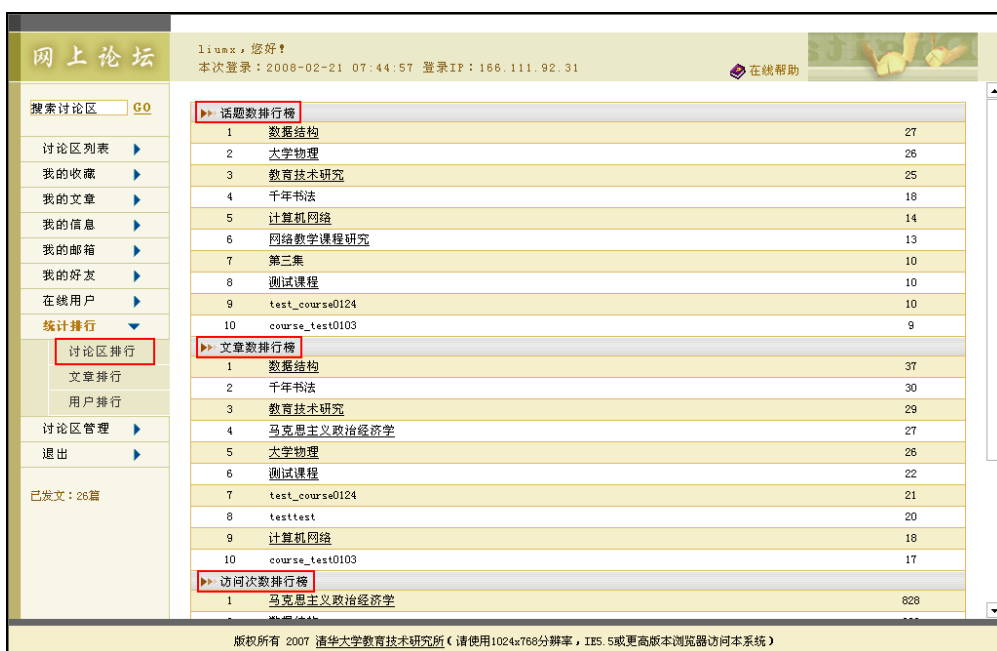 网上论坛
liumx，您好！
本次登录：2008-02-21 07:44:57 登录IP：166.111.92.31
在线帮助
搜索讨论区 GO
讨论区列表
我的收藏
我的文章
我的信息
我的邮箱
我的好友
在线用户
统计排行
讨论区排行
文章排行
用户排行
讨论区管理
退出
已发文：26篇
话题数排行榜
1 数据结构 27
2 大学物理 26
3 教育技术研究 25
4 千年书法 18
5 计算机网络 14
6 网络教学课程研究 13
7 第三集 10
8 测试课程 10
9 test_course0124 10
10 course_test0103 9
文章数排行榜
1 数据结构 37
2 千年书法 30
3 教育技术研究 29
4 马克思主义政治经济学 27
5 大学物理 26
6 测试课程 22
7 test_course0124 21
8 testtest 20
9 计算机网络 18
10 course_test0103 17
访问次数排行榜
1 马克思主义政治经济学 828
版权所有 2007 清华大学教育技术研究所（请使用1024x768分辨率，IE5.5或更高版本浏览器访问本系统）